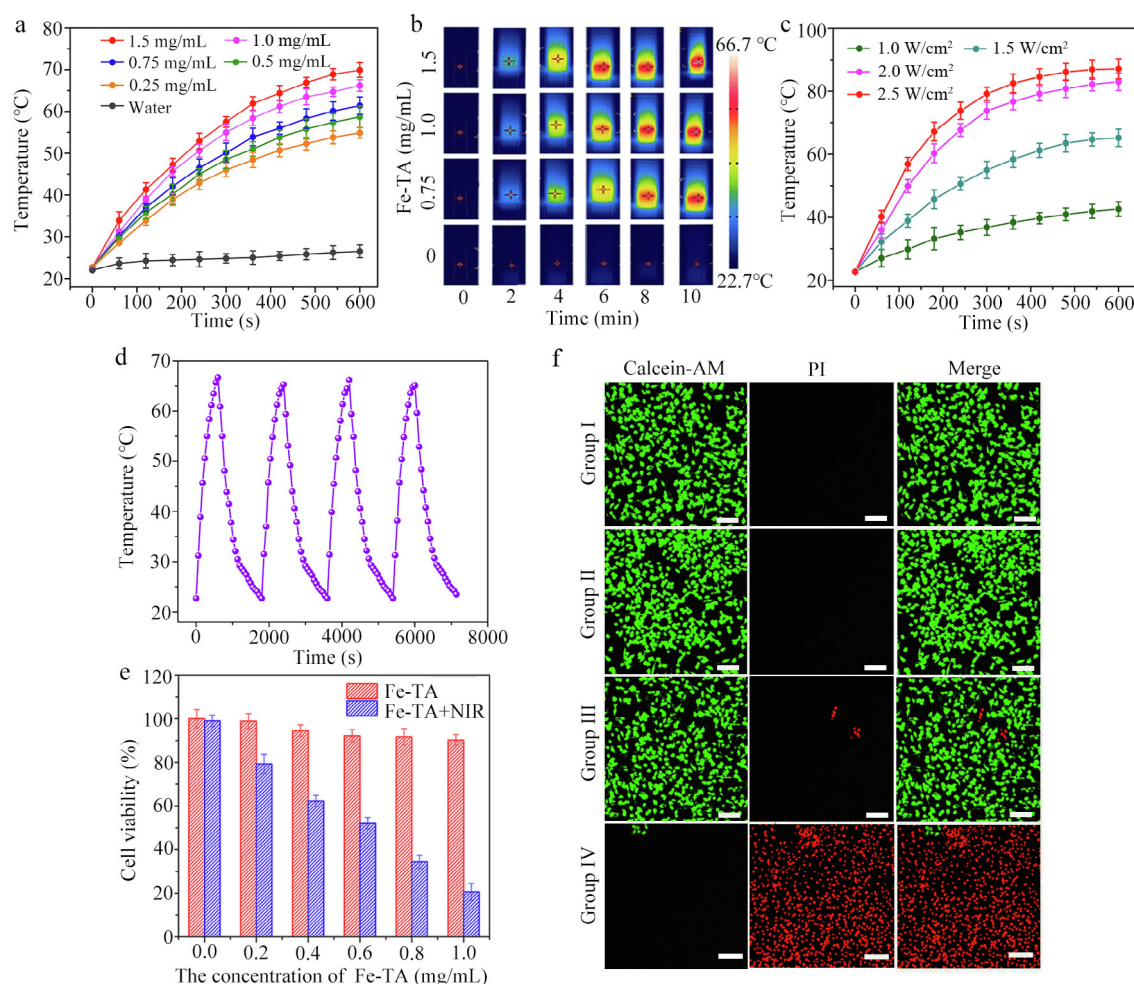 a
80
70
60
50
40
30
20
Temperature (°C)
1.5 mg/mL
1.0 mg/mL
0.75 mg/mL
0.5 mg/mL
0.25 mg/mL
Water
0 100 200 300 400 500 600
Time (s)
b
Fe-TA (mg/mL)
1.5
1.0
0.75
0
0 2 4 6 8 10
Time (min)
66.7 ℃
22.7℃
c
100
80
60
40
20
Temperature (°C)
1.0 W/cm²
1.5 W/cm²
2.0 W/cm²
2.5 W/cm²
0 100 200 300 400 500 600
Time (s)
d
70
60
50
40
30
20
Temperature (°C)
0 2000 4000 6000 8000
Time (s)
e
120
100
80
60
40
20
0
Cell viability (%)
Fe-TA
Fe-TA+NIR
0.0 0.2 0.4 0.6 0.8 1.0
The concentration of Fe-TA (mg/mL)
f
Calcein-AM PI Merge
Group I
Group II
Group III
Group IV